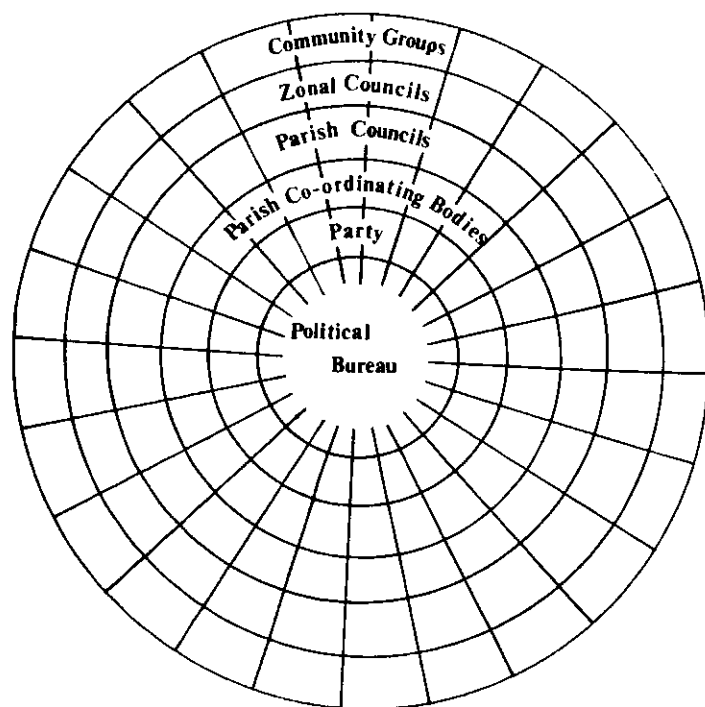 Community Groups
Zonal Councils
Parish Councils
Parish Co-ordinating Bodies
Party
Political
Bureau